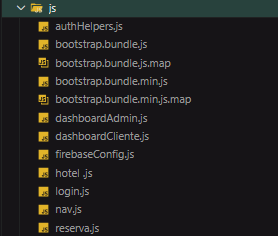 js
authHelpers.js
bootstrap.bundle.js
bootstrap.bundle.js.map
bootstrap.bundle.min.js
bootstrap.bundle.min.js.map
dashboardAdmin.js
dashboardCliente.js
firebaseConfig.js
hotel .js
login.js
nav.js
reserva.js